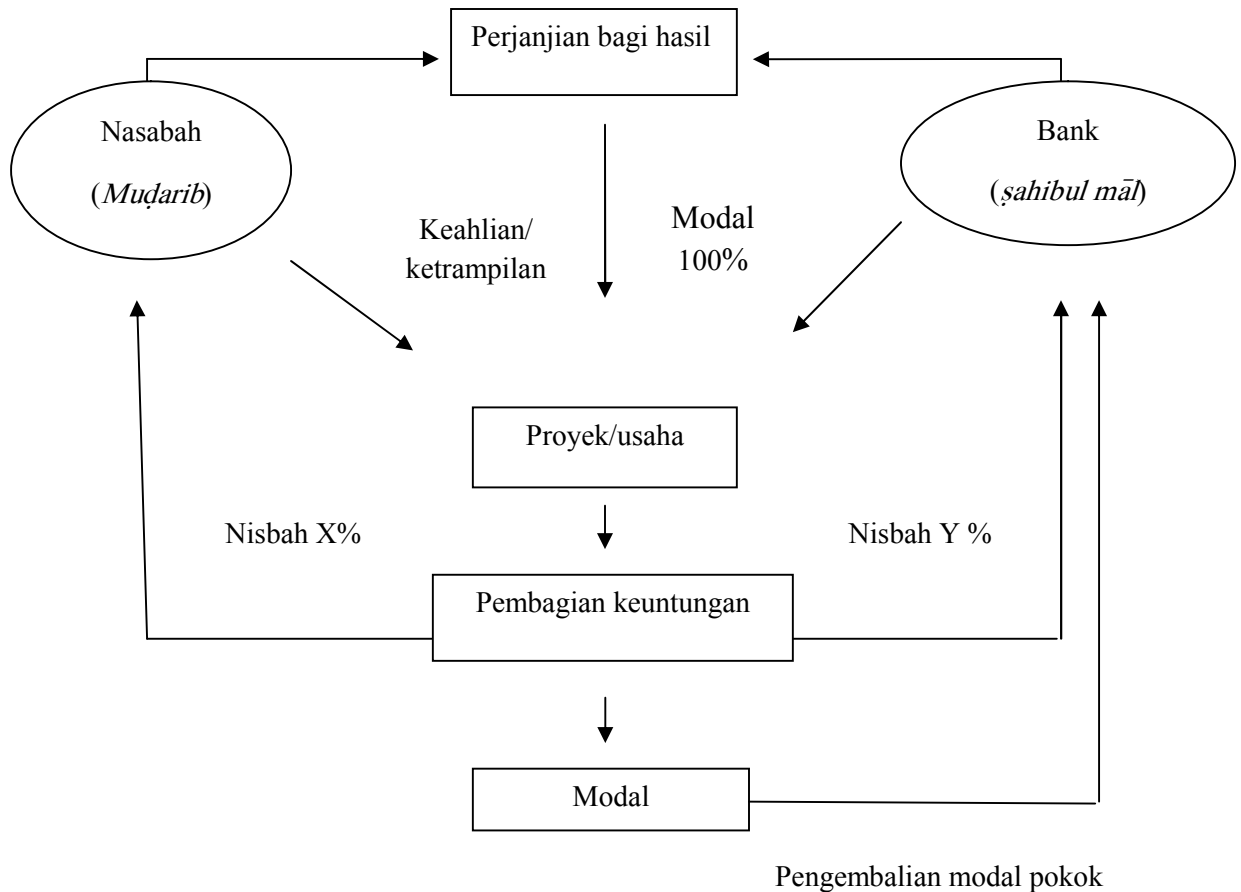 Perjanjian bagi hasil
Nasabah
(Muḍarib)
Bank
(ṣahibul māl)
Keahlian/
ketrampilan
Modal
100%
Proyek/usaha
Nisbah X%
Nisbah Y %
Pembagian keuntungan
Modal
Pengembalian modal pokok